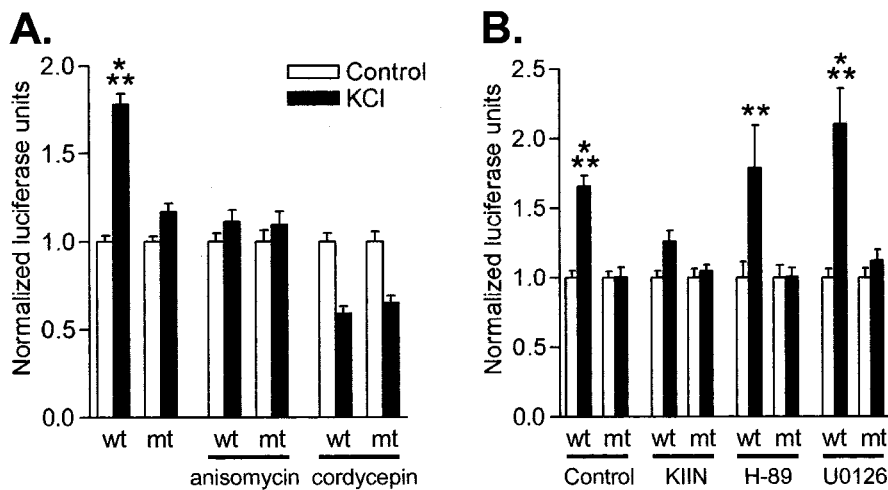 A.
Normalized luciferase units
2.0
1.5
1.0
0.5
0.0
*
**
Control
KCl
wt mt wt mt wt mt
anisomycin cordycepin
B.
Normalized luciferase units
2.5
2.0
1.5
1.0
0.5
0.0
*
**
**
*
**
wt mt wt mt wt mt wt mt
Control KIIN H-89 U0126